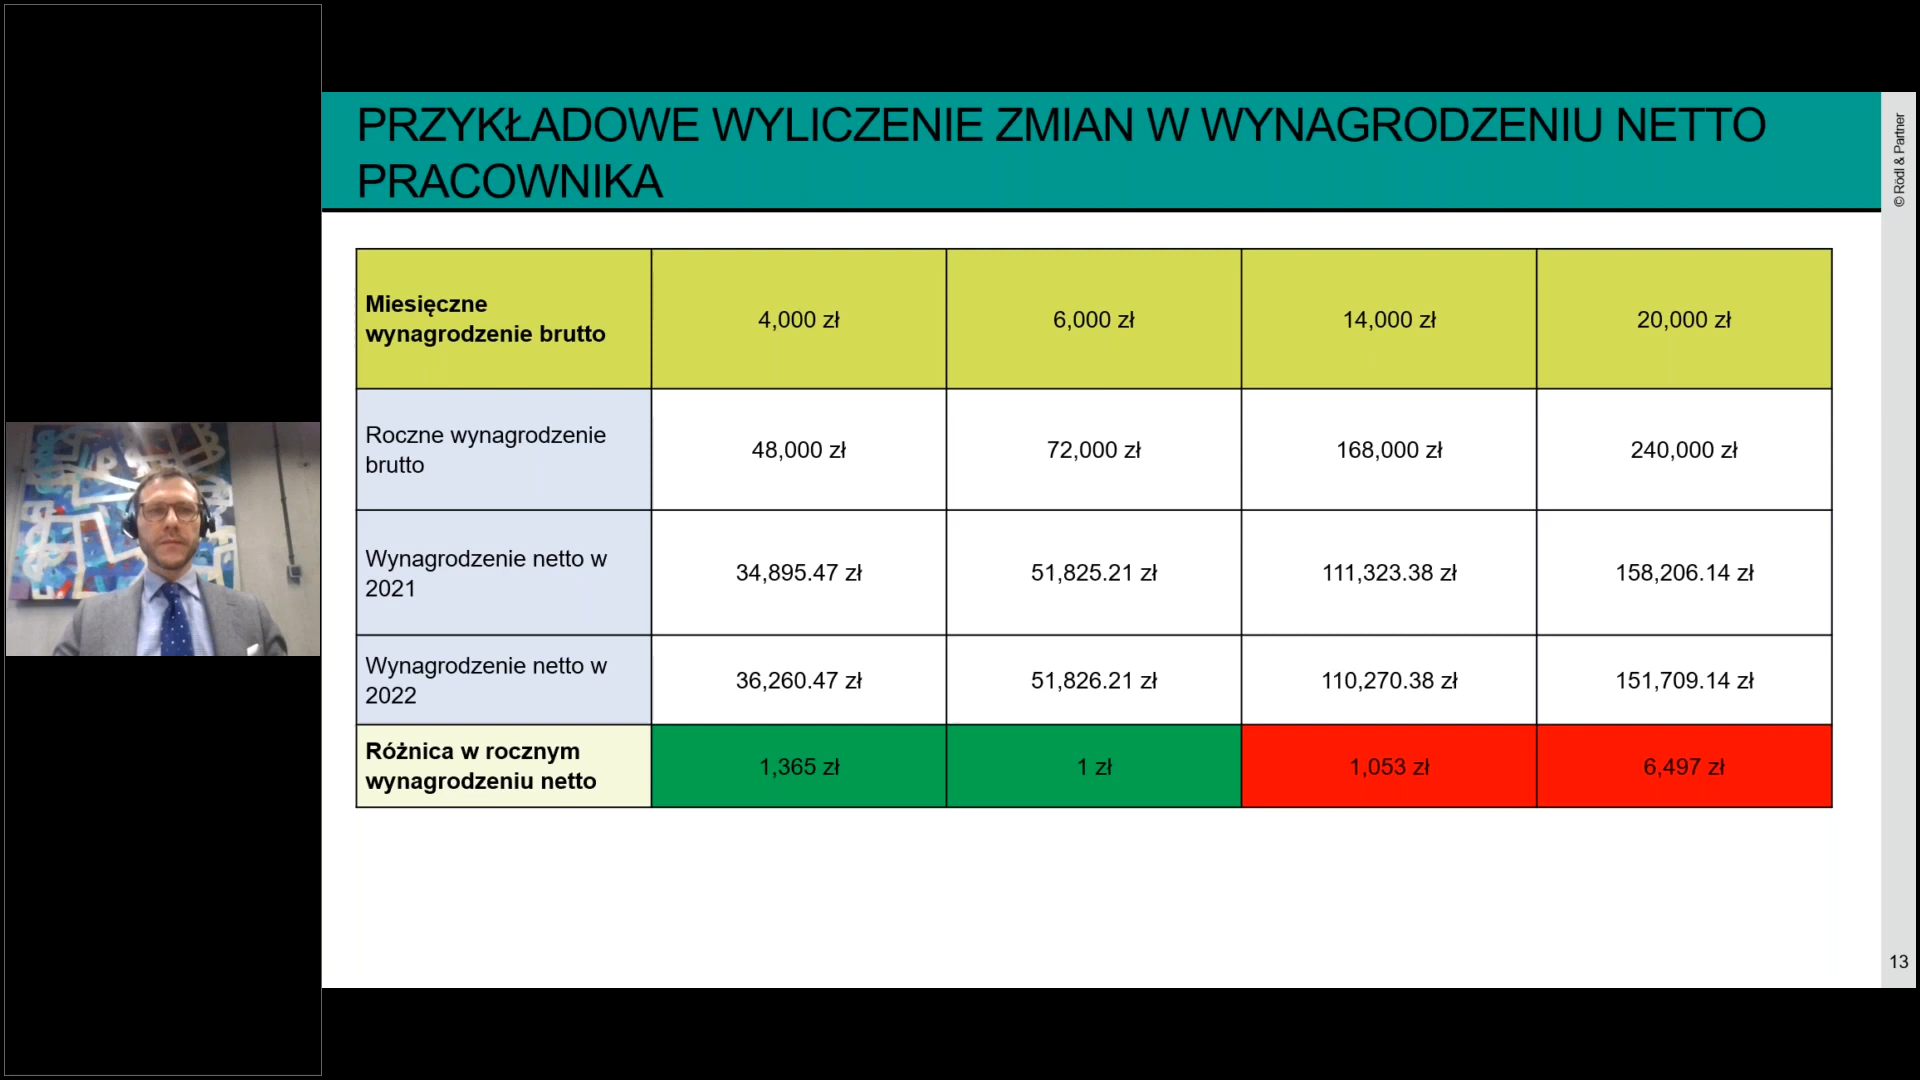 PRZYKŁADOWE WYLICZENIE ZMIAN W WYNAGRODZENIU NETTO
PRACOWNIKA
© Rödl & Partner
Miesięczne
wynagrodzenie brutto
4,000 zł
6,000 zł
14,000 zł
20,000 zł
Roczne wynagrodzenie
brutto
48,000 zł
72,000 zł
168,000 zł
240,000 zł
Wynagrodzenie netto w
2021
34,895.47 zł
51,825.21 zł
111,323.38 zł
158,206.14 zł
Wynagrodzenie netto w
2022
36,260.47 zł
51,826.21 zł
110,270.38 zł
151,709.14 zł
Różnica w rocznym
wynagrodzeniu netto
1,365 zł
1 zł
1,053 zł
6,497 zł
13